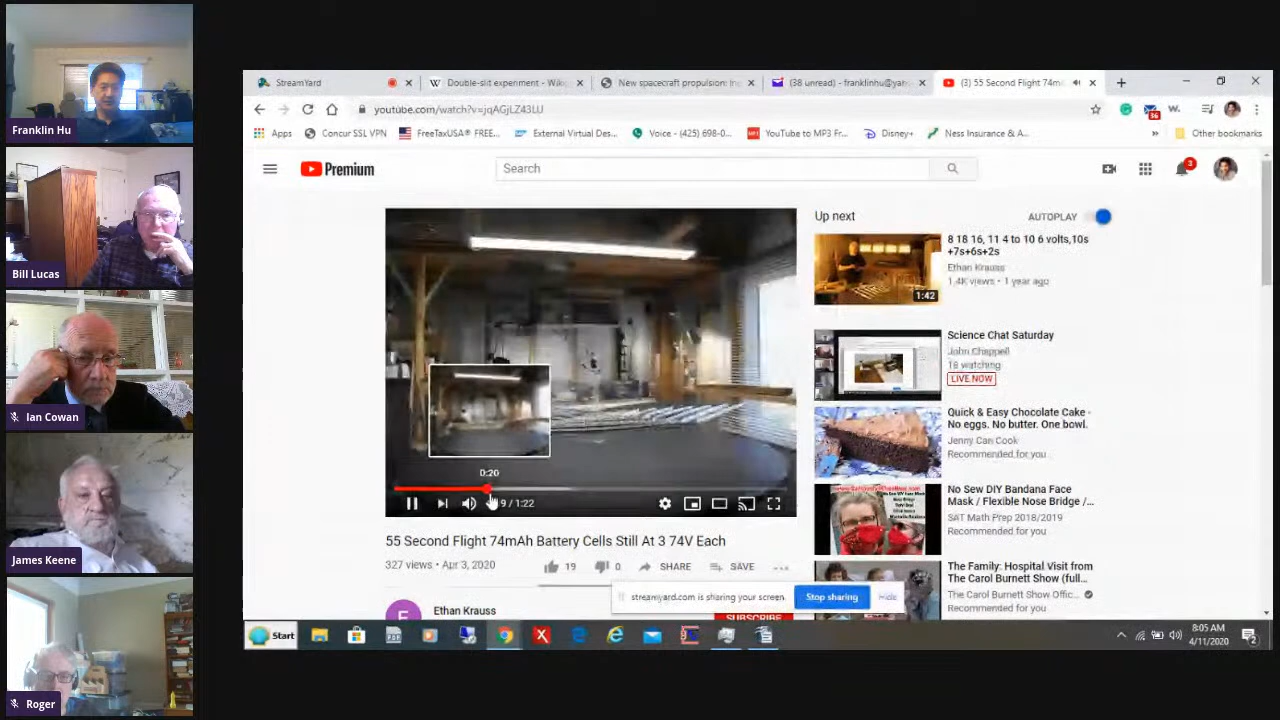 Franklin Hu
Bill Lucas
Ian Cowan
James Keene
Roger
StreamYard
Double-slit experiment - Wiki
New spacecraft propulsion: Ine
(38 unread) - franklinhu@yah
(3) 55 Second Flight 74m
youtube.com/watch?v=jqAGjLZ43LU
36
W.
Apps
Concur SSL VPN
FreeTaxUSA® FREE...
External Virtual Des...
Voice - (425) 698-0...
YouTube to MP3 Fr...
Disney+
Ness Insurance & A...
»
Other bookmarks
Premium
Search
3
Up next
AUTOPLAY
8 18 16, 11 4 to 10 6 volts,10s
+7s+6s+2s
Ethan Krauss
1.4K views • 1 year ago
1:42
Science Chat Saturday
John Chappell
18 watching
LIVE NOW
Quick & Easy Chocolate Cake -
No eggs. No butter. One bowl.
Jenny Can Cook
Recommended for you
No Sew DIY Bandana Face
Mask / Flexible Nose Bridge /...
SAT Math Prep 2018/2019
Recommended for you
The Family: Hospital Visit from
The Carol Burnett Show (full...
The Carol Burnett Show Offic...
Recommended for you
0:20
9 / 1:22
55 Second Flight 74mAh Battery Cells Still At 3 74V Each
327 views • Apr 3, 2020
19
0
SHARE
SAVE
...
E
Ethan Krauss
SUBSCRIBE
streamyard.com is sharing your screen.
Stop sharing
Hide
Start
8:05 AM
4/11/2020
2